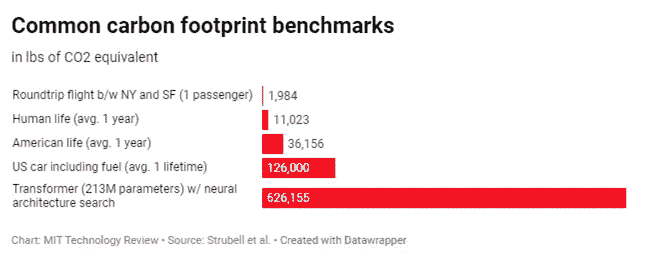 Common carbon footprint benchmarks
in lbs of CO2 equivalent
Roundtrip flight b/w NY and SF (1 passenger) 1,984
Human life (avg. 1 year) 11,023
American life (avg. 1 year) 36,156
US car including fuel (avg. 1 lifetime) 126,000
Transformer (213M parameters) w/ neural
architecture search 626,155
Chart: MIT Technology Review • Source: Strubell et al. • Created with Datawrapper